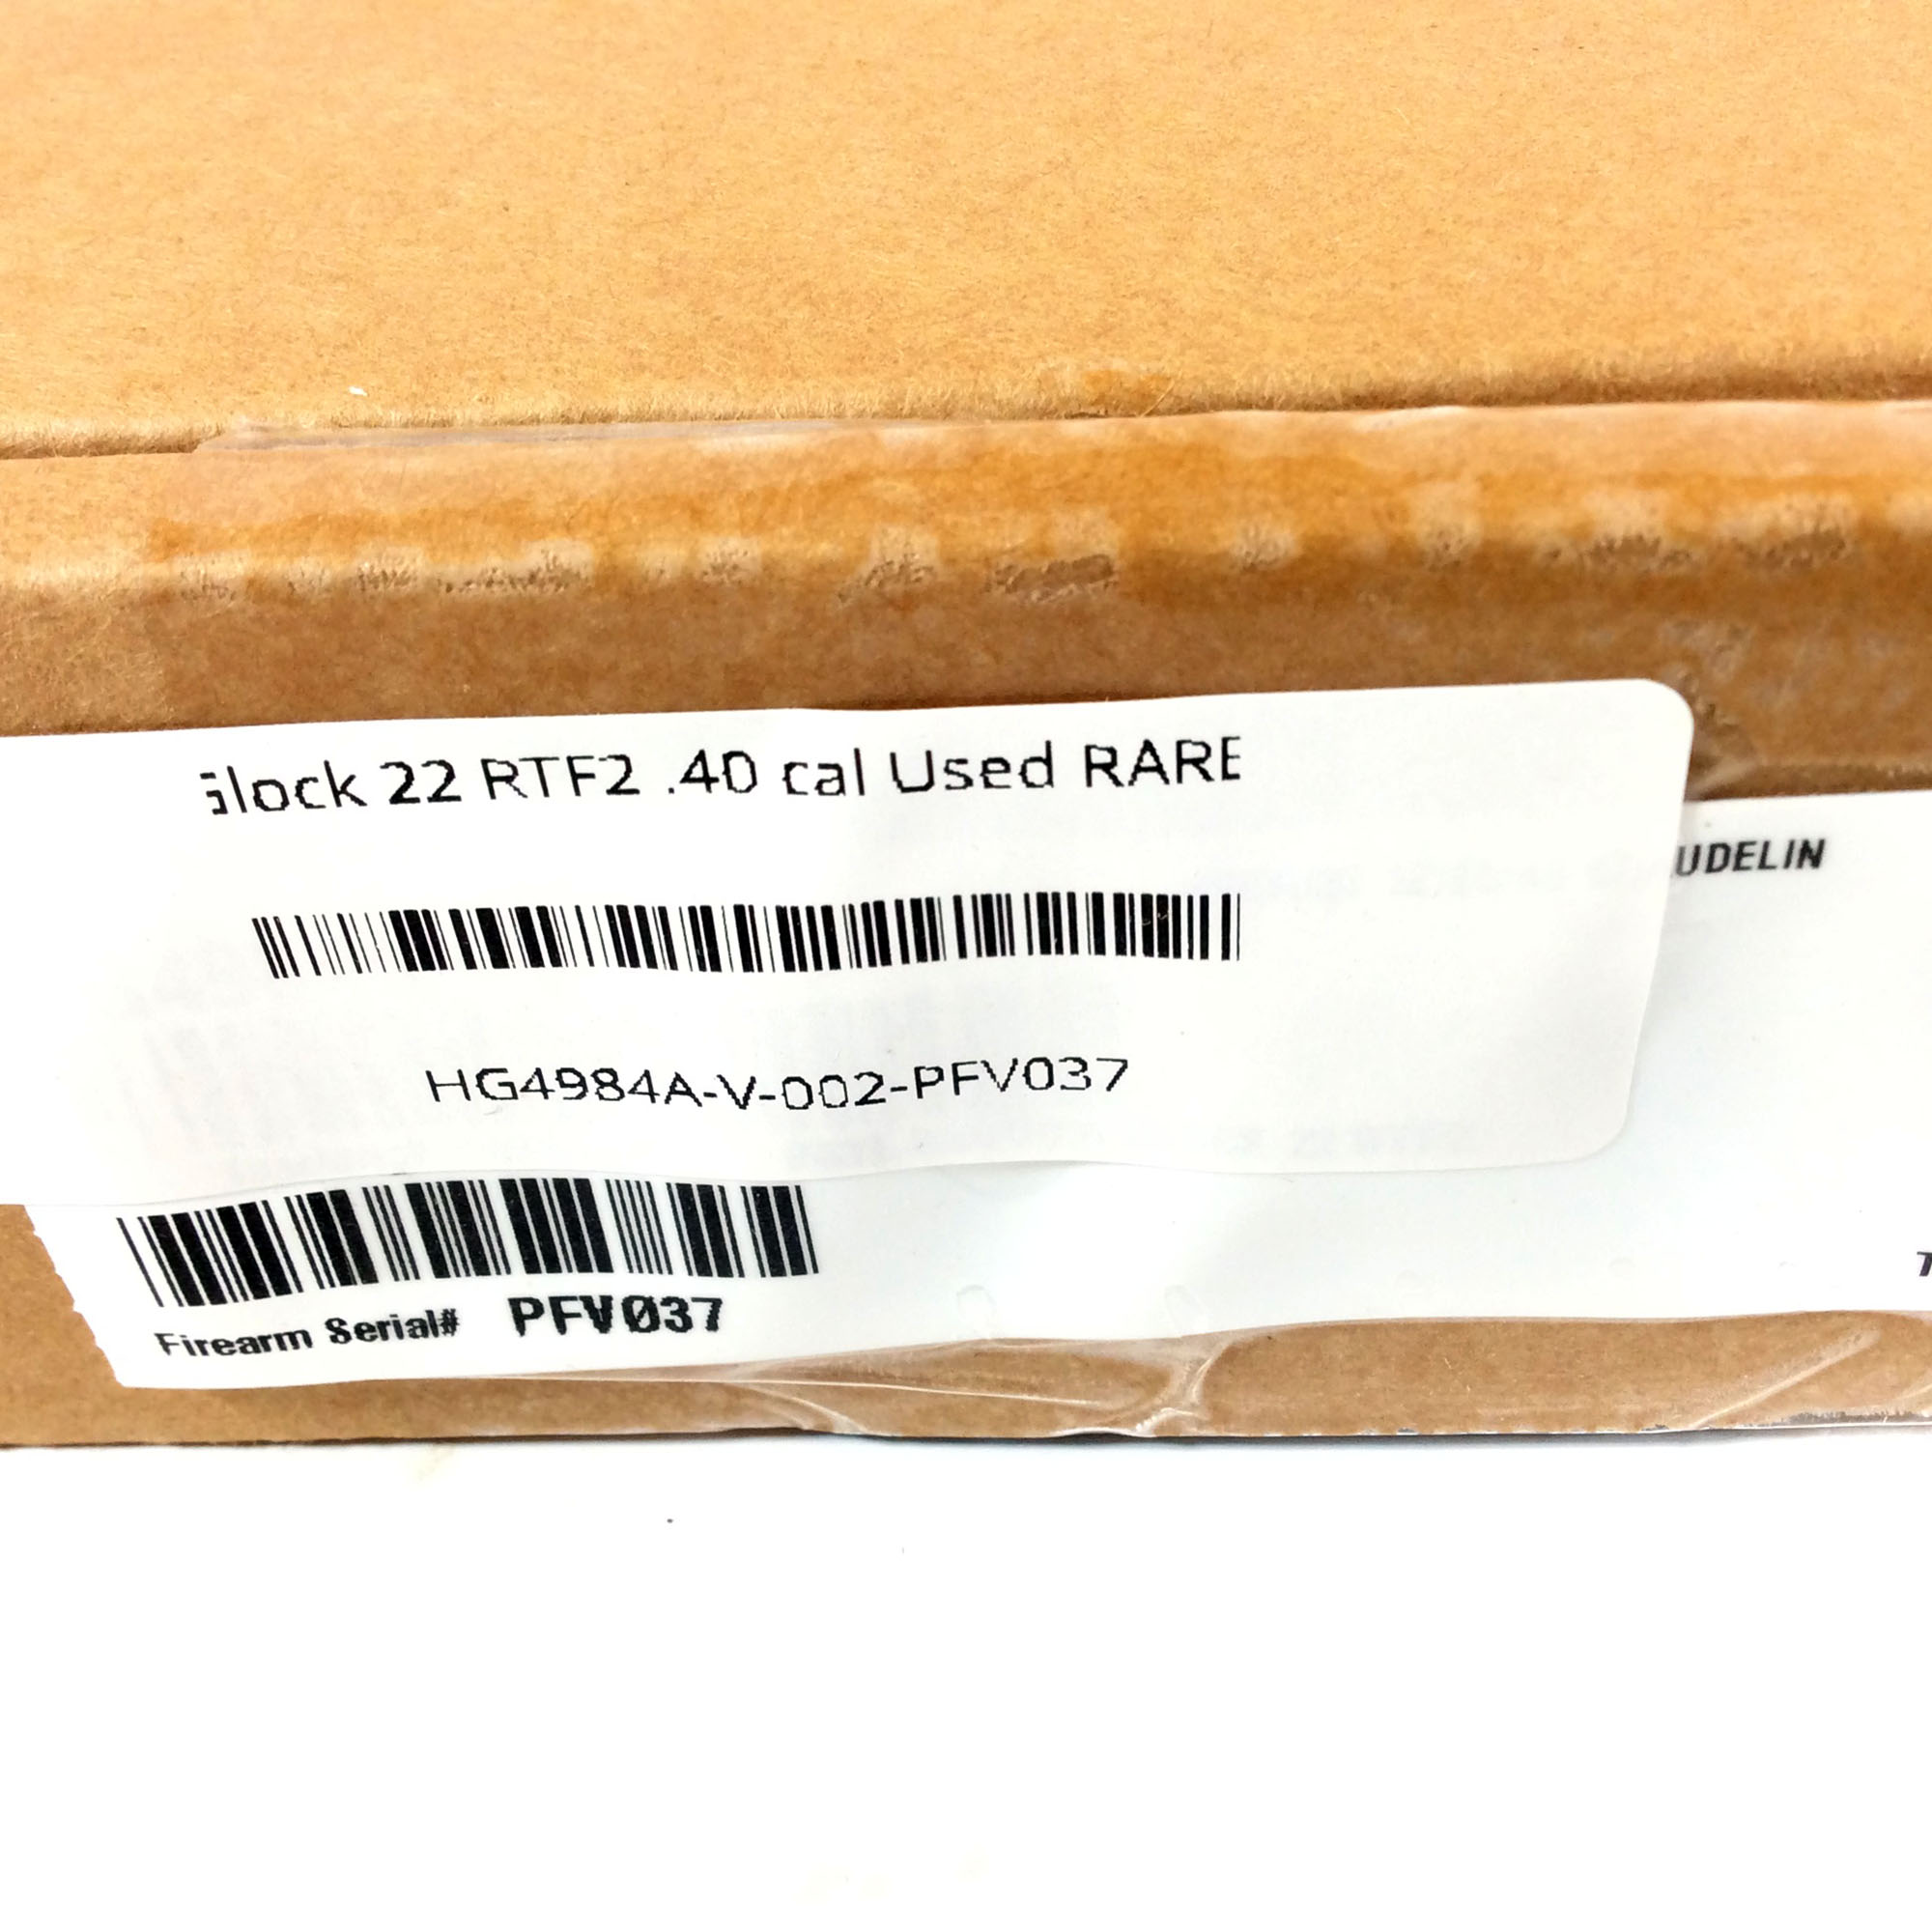 Glock 22 RTF2 .40 cal Used RARE
UDELIN
HG4984A-V-002-PFV037
Firearm Serial# PFV037